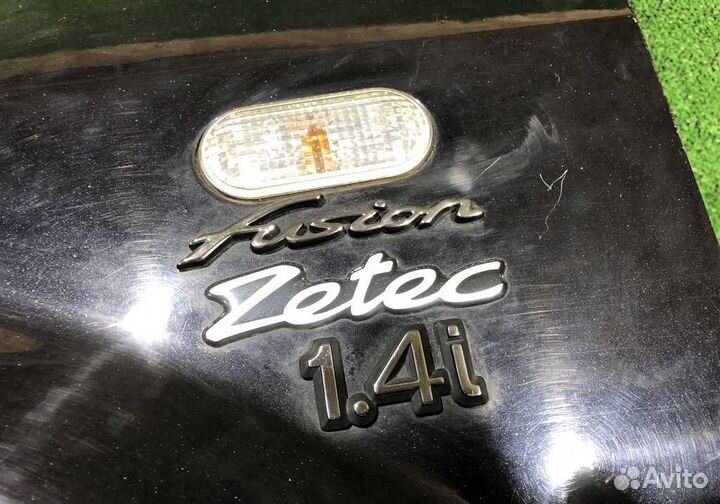 Fusion
Zetec
1.4i
Avito